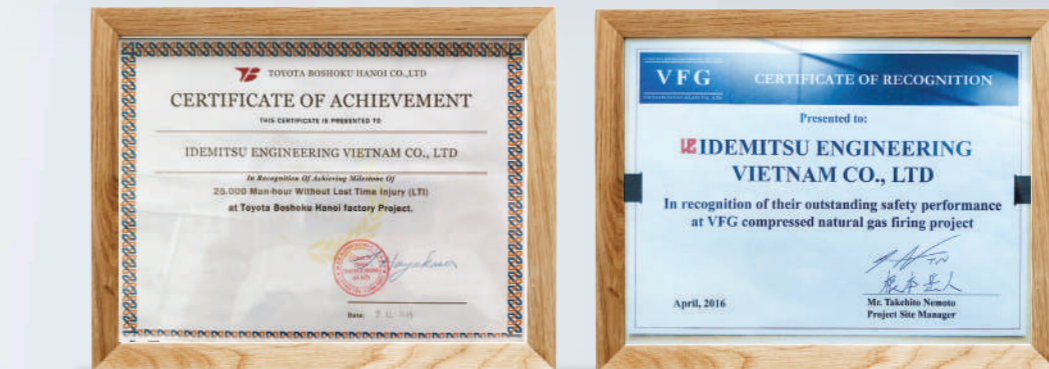 TOYOTA BOSHOKU HANOI CO.,LTD
CERTIFICATE OF ACHIEVEMENT
THIS CERTIFICATE IS PRESENTED TO
IDEMITSU ENGINEERING VIETNAM CO., LTD
In Recognition Of Achieving Milestone Of
25.000 Man-hour Without Lost Time Injury (LTI)
at Toyota Boshoku Hanoi factory Project.
Date:
VFG
CERTIFICATE OF RECOGNITION
Presented to:
IDEMITSU ENGINEERING
VIETNAM CO., LTD
In recognition of their outstanding safety performance
at VFG compressed natural gas firing project
根本岳人
April, 2016
Mr. Takehito Nemoto
Project Site Manager